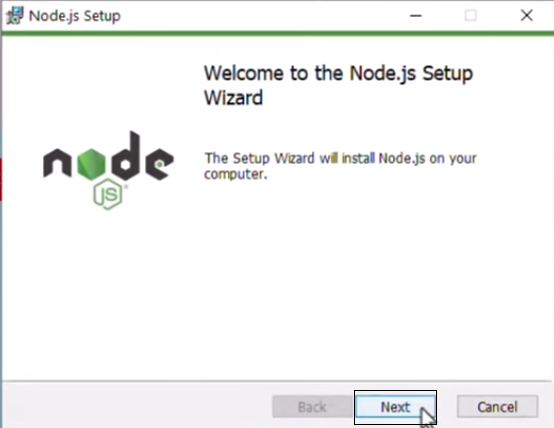 Node.js Setup
Welcome to the Node.js Setup
Wizard
node
JS
The Setup Wizard will install Node.js on your
computer.
Back
Next
Cancel